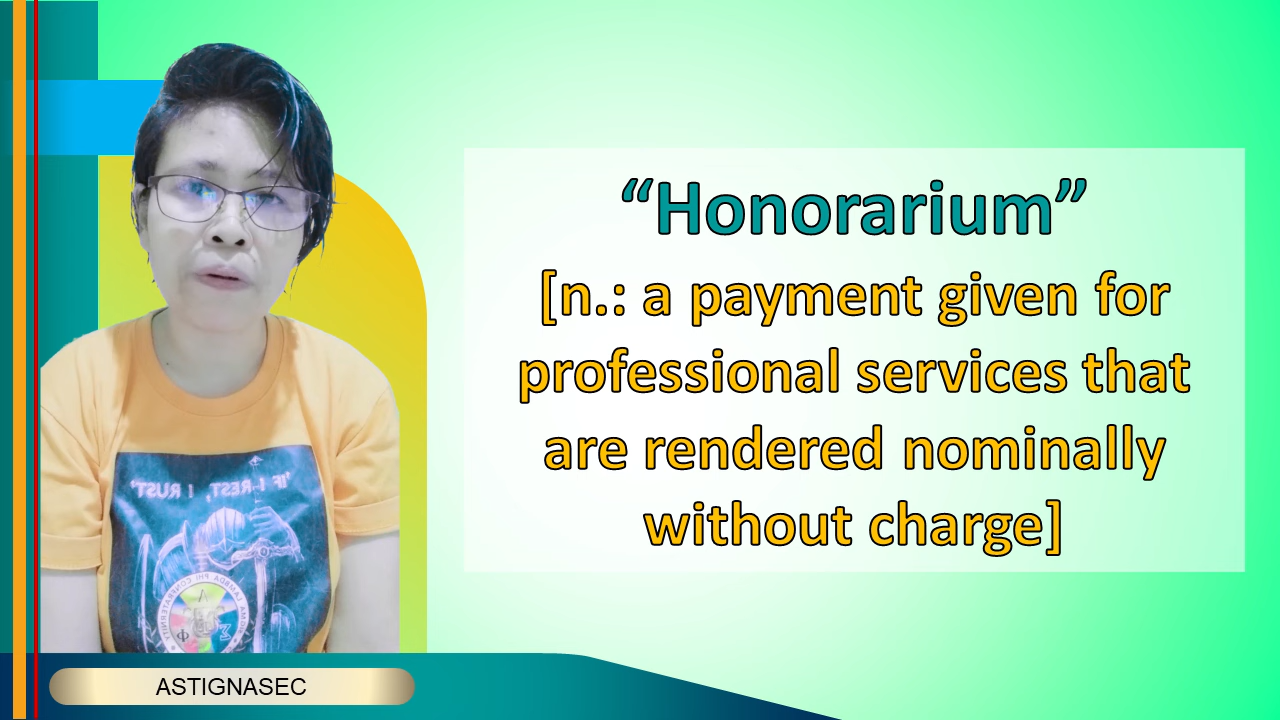 “Honorarium”
[n.: a payment given for
professional services that
are rendered nominally
without charge]
'IF I REST, I RUST'
ASTIGNASEC